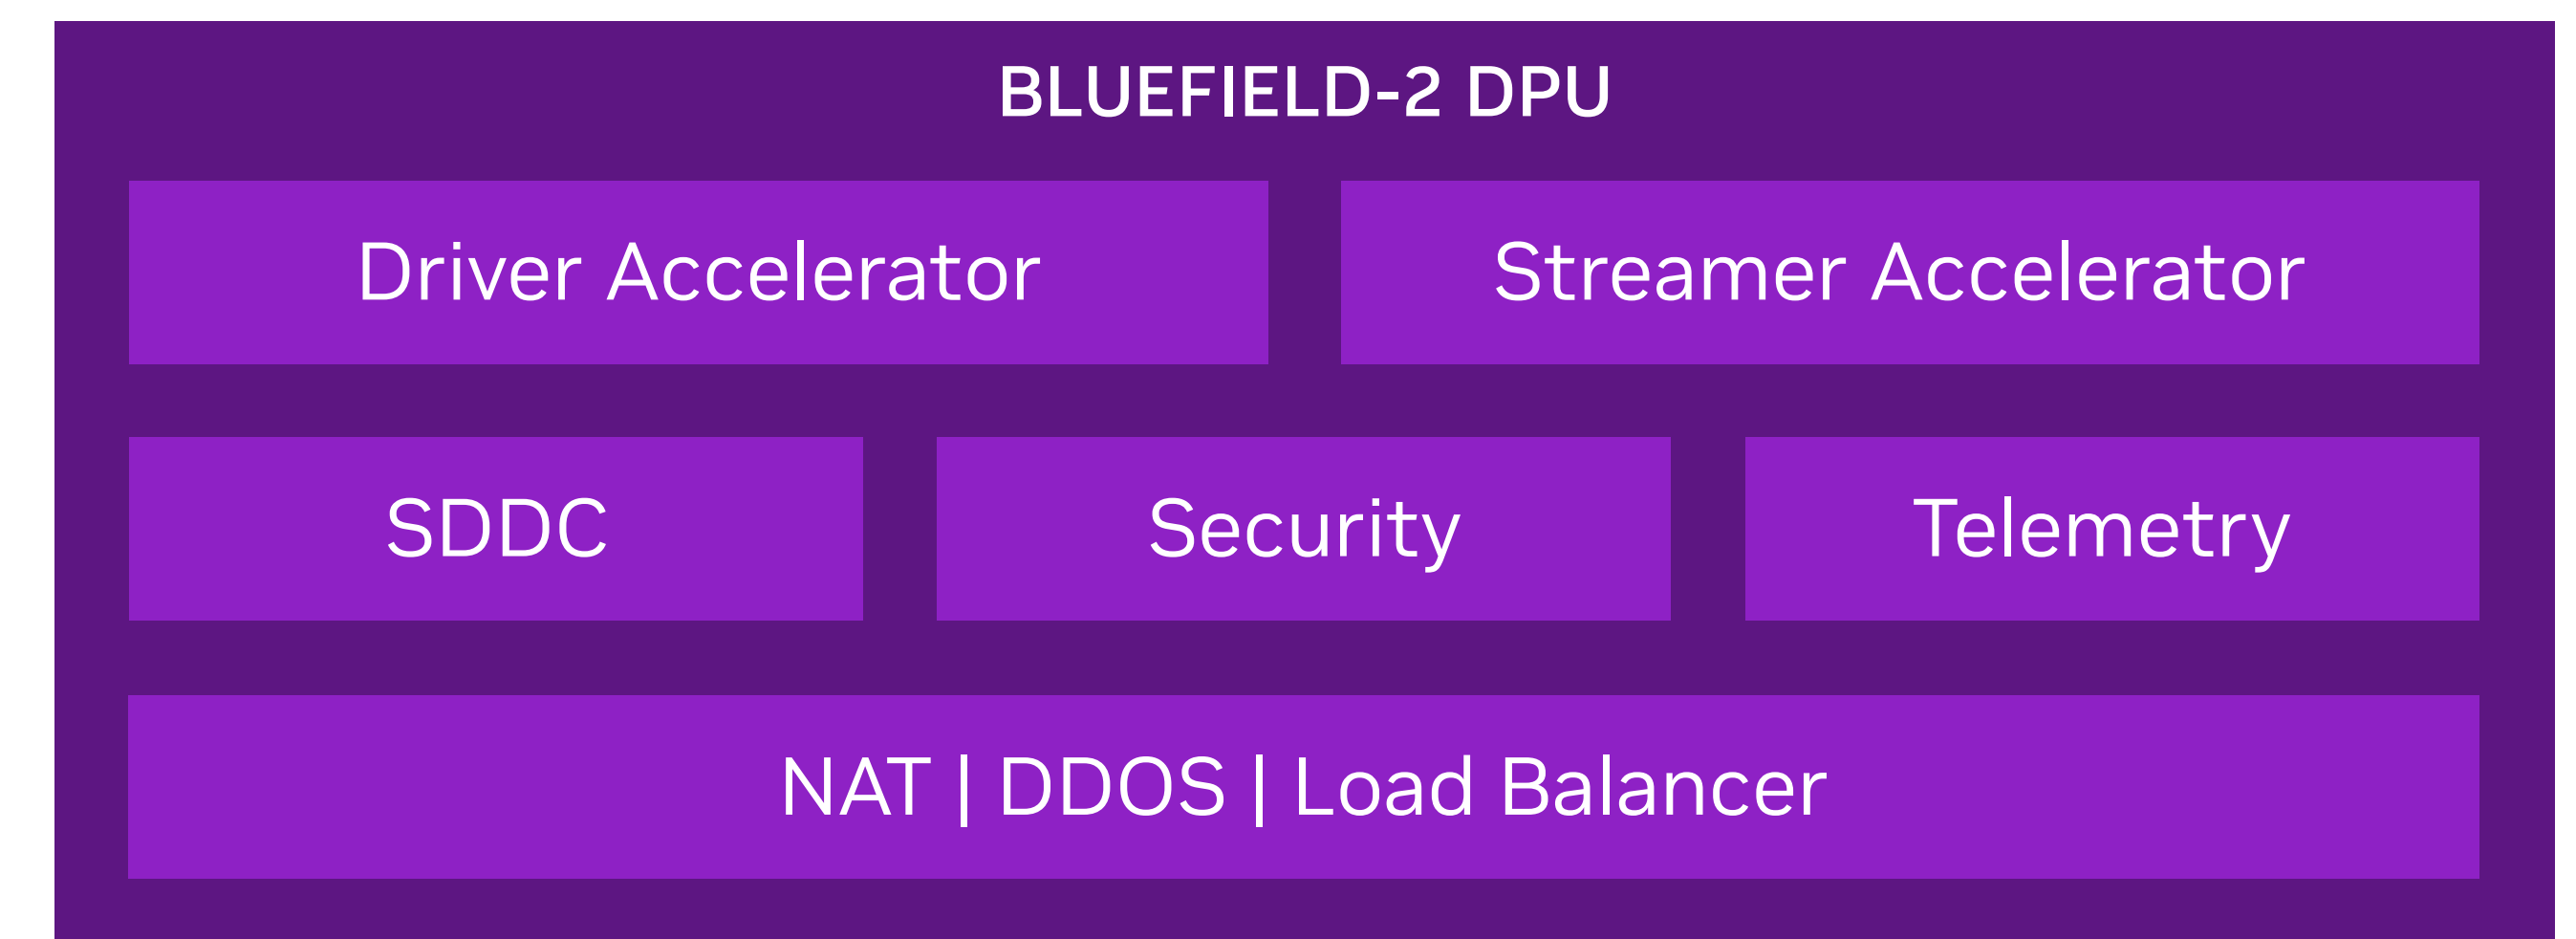 BLUEFIELD-2 DPU
Driver Accelerator
Streamer Accelerator
SDDC
Security
Telemetry
NAT | DDOS | Load Balancer